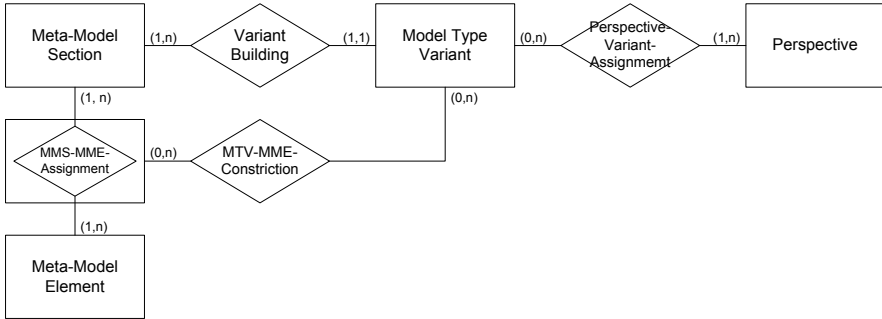 Meta-Model
Section
(1,n)
Variant
Building
(1,1)
Model Type
Variant
(0,n)
Perspective-
Variant-
Assignmemt
(1,n)
Perspective
(1, n)
(0,n)
MMS-MME-
Assignment
(0,n)
MTV-MME-
Constriction
(1,n)
Meta-Model
Element